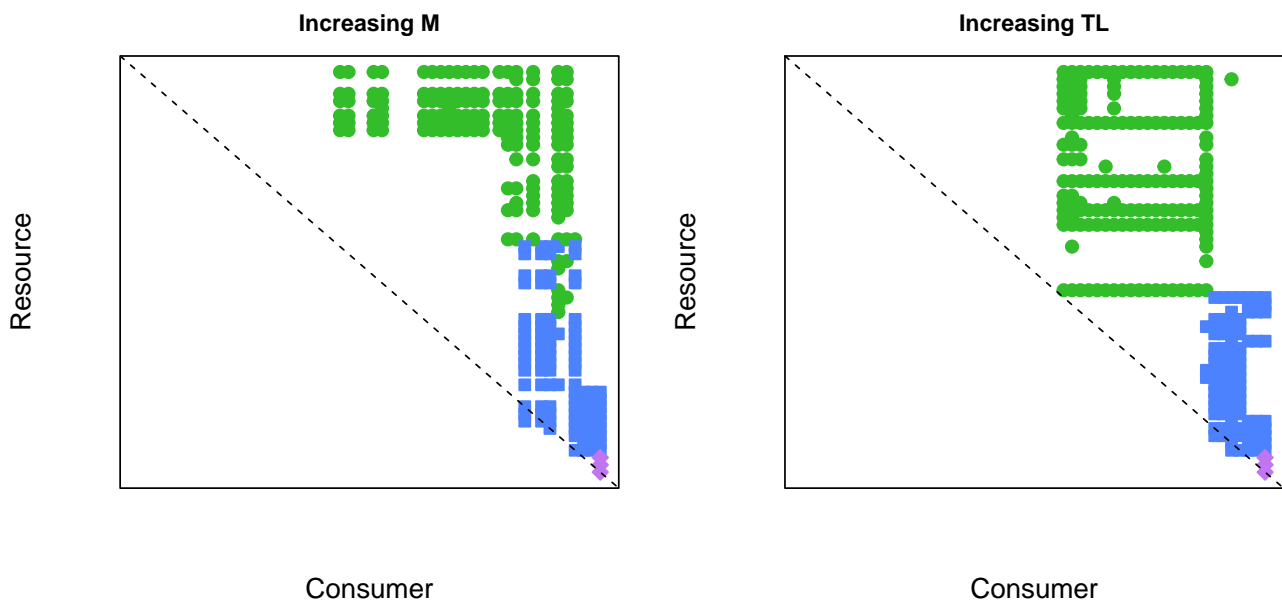 Increasing M
Increasing TL
Resource
Resource
Consumer
Consumer